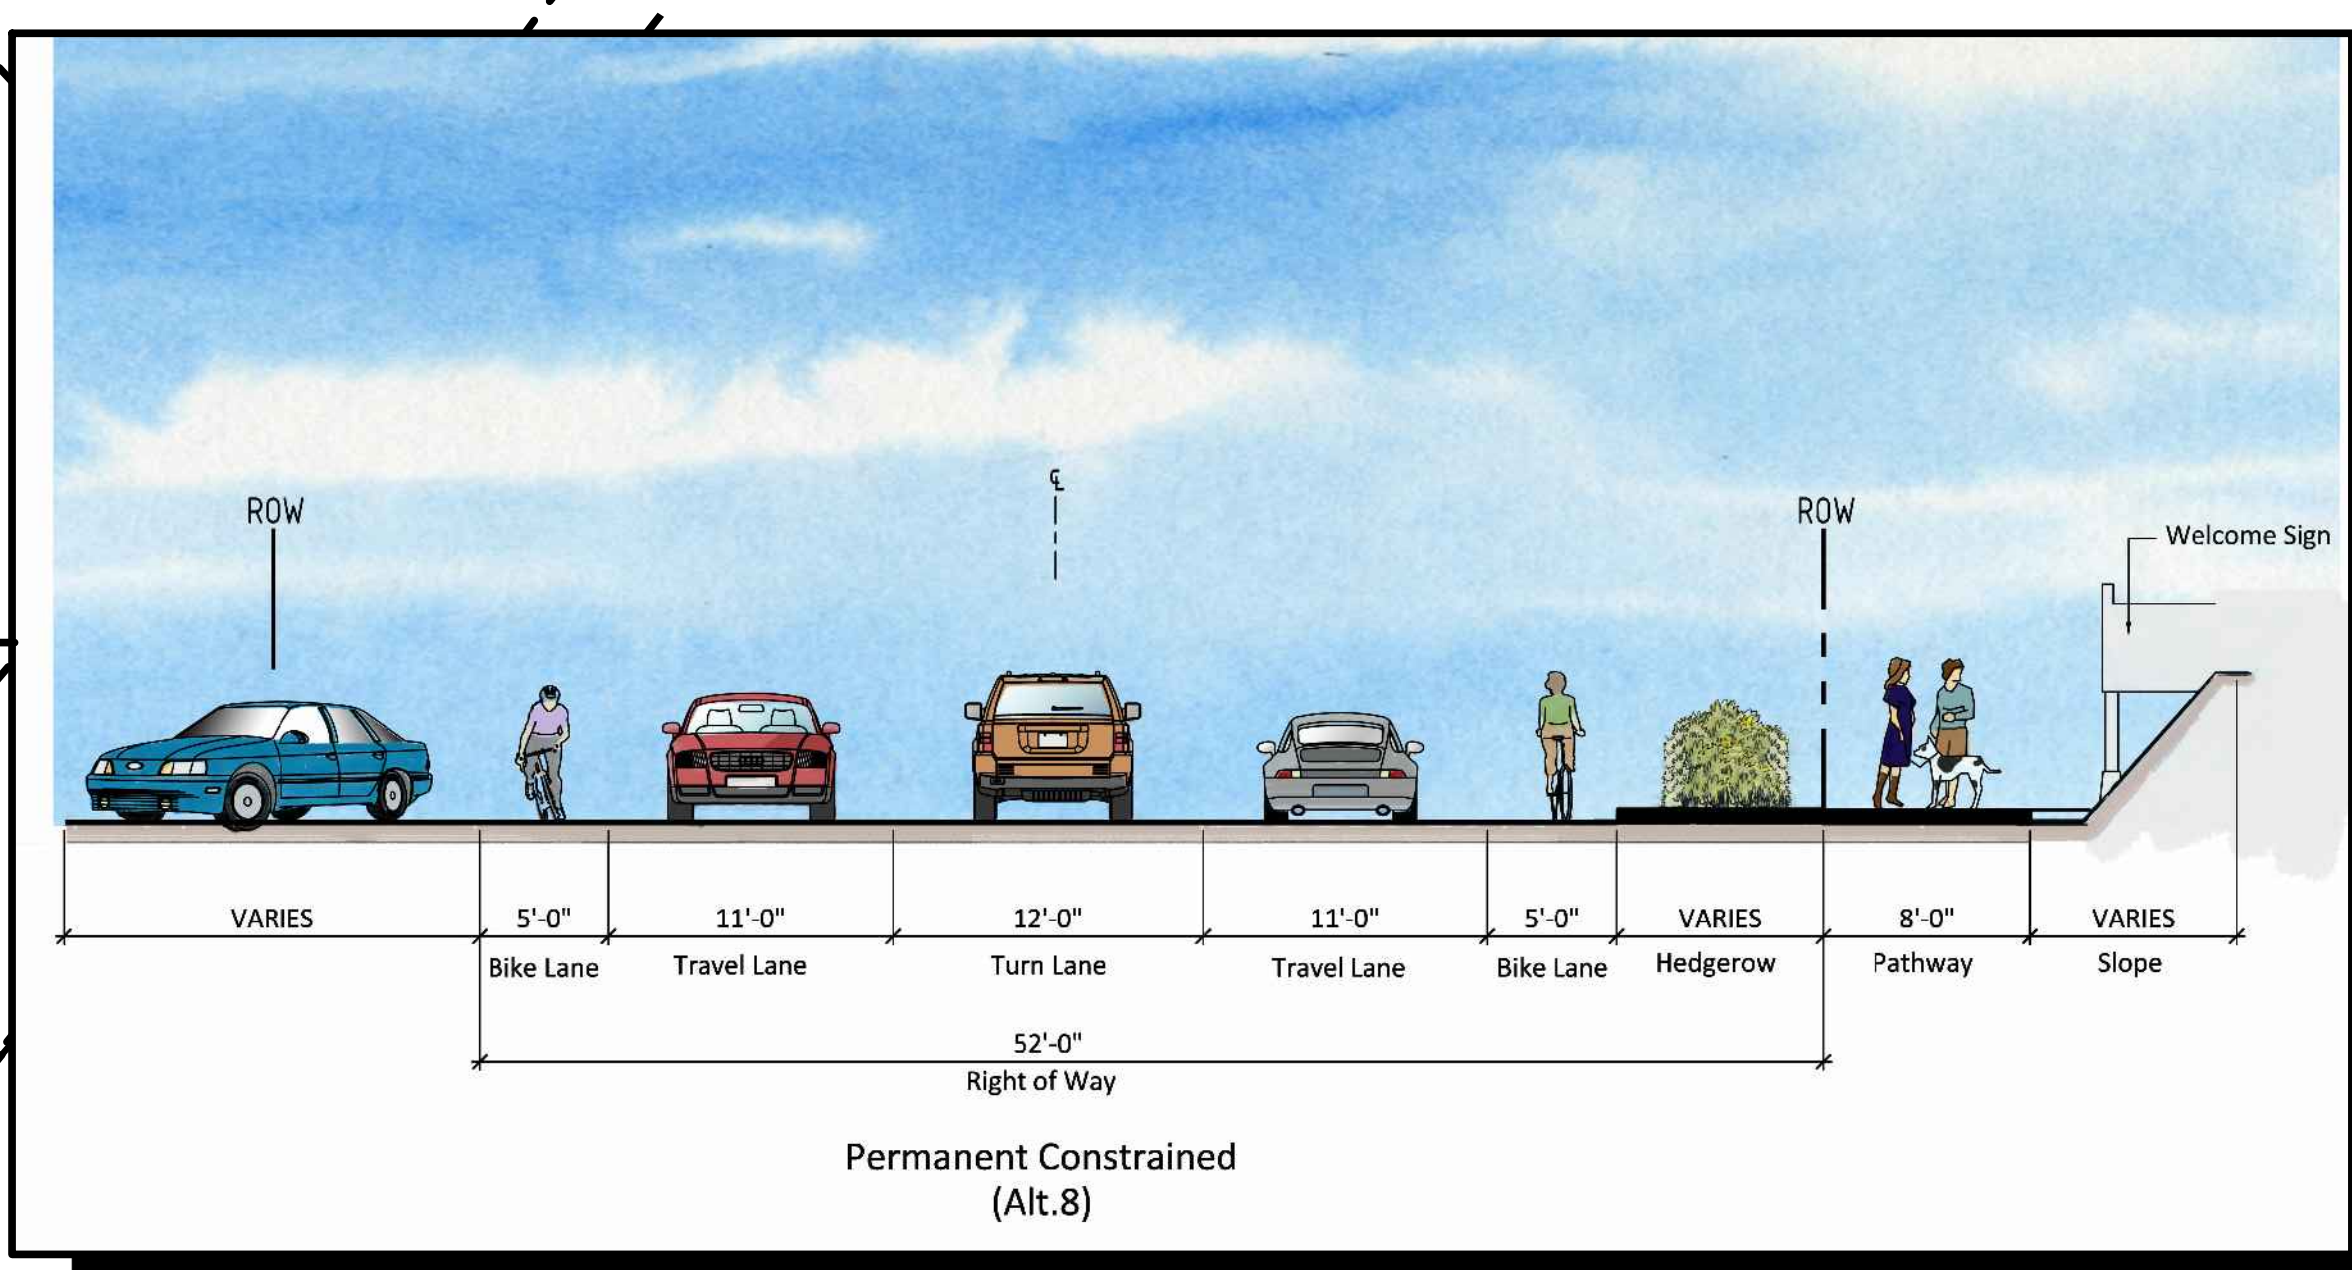 ℄
ROW
ROW
Welcome Sign
VARIES
5'-0"
11'-0"
12'-0"
11'-0"
5'-0"
VARIES
8'-0"
VARIES
Bike Lane
Travel Lane
Turn Lane
Travel Lane
Bike Lane
Hedgerow
Pathway
Slope
52'-0"
Right of Way
Permanent Constrained
(Alt.8)